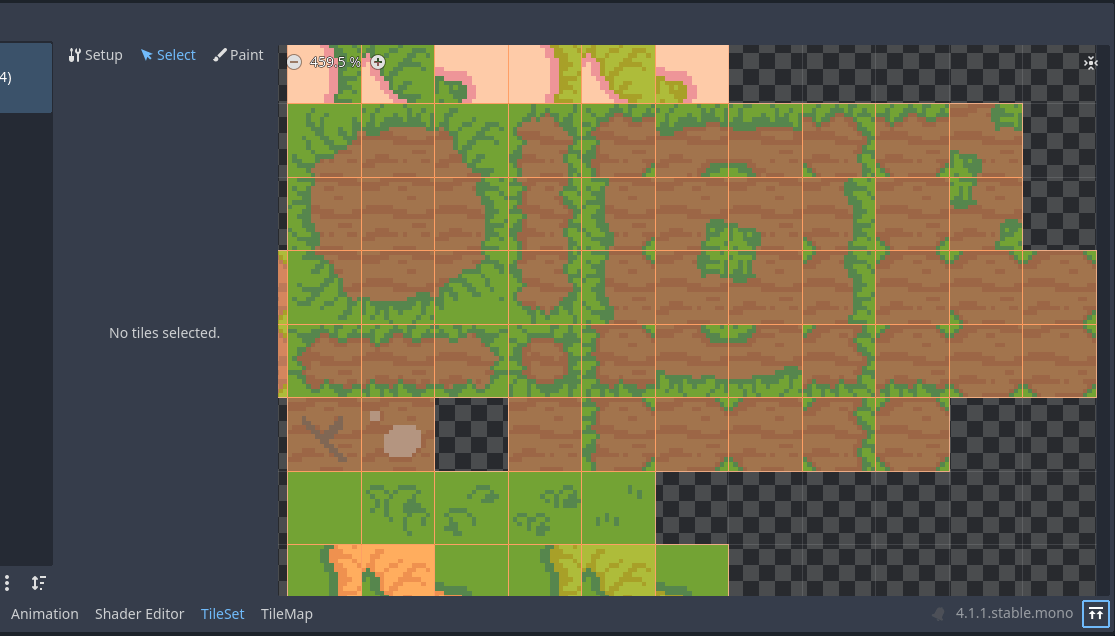 4)
Setup Select Paint
459.5 %
No tiles selected.
Animation Shader Editor TileSet TileMap
4.1.1.stable.mono